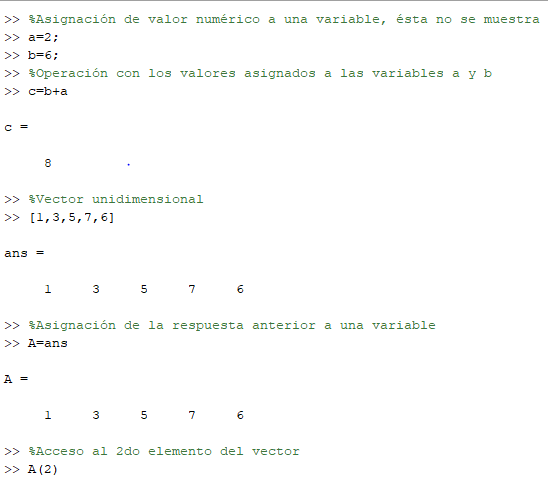 >> %Asignación de valor numérico a una variable, ésta no se muestra
>> a=2;
>> b=6;
>> %Operación con los valores asignados a las variables a y b
>> c=b+a
c =
8
>> %Vector unidimensional
>> [1,3,5,7,6]
ans =
1 3 5 7 6
>> %Asignación de la respuesta anterior a una variable
>> A=ans
A =
1 3 5 7 6
>> %Acceso al 2do elemento del vector
>> A(2)